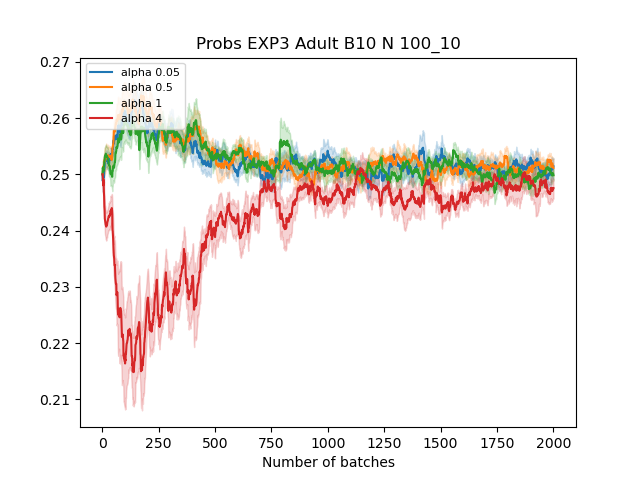 Probs EXP3 Adult B10 N 100_10
alpha 0.05
alpha 0.5
alpha 1
alpha 4
0.27
0.26
0.25
0.24
0.23
0.22
0.21
0 250 500 750 1000 1250 1500 1750 2000
Number of batches